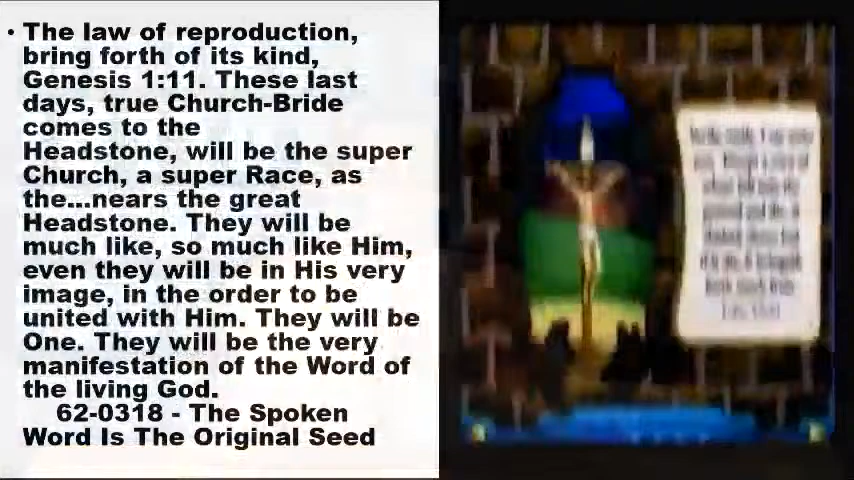 • The law of reproduction,
bring forth of its kind,
Genesis 1:11. These last
days, true Church-Bride
comes to the
Headstone, will be the super
Church, a super Race, as
the...nears the great
Headstone. They will be
much like, so much like Him,
even they will be in His very
image, in the order to be
united with Him. They will be
One. They will be the very
manifestation of the Word of
the living God.
62-0318 - The Spoken
Word Is The Original Seed